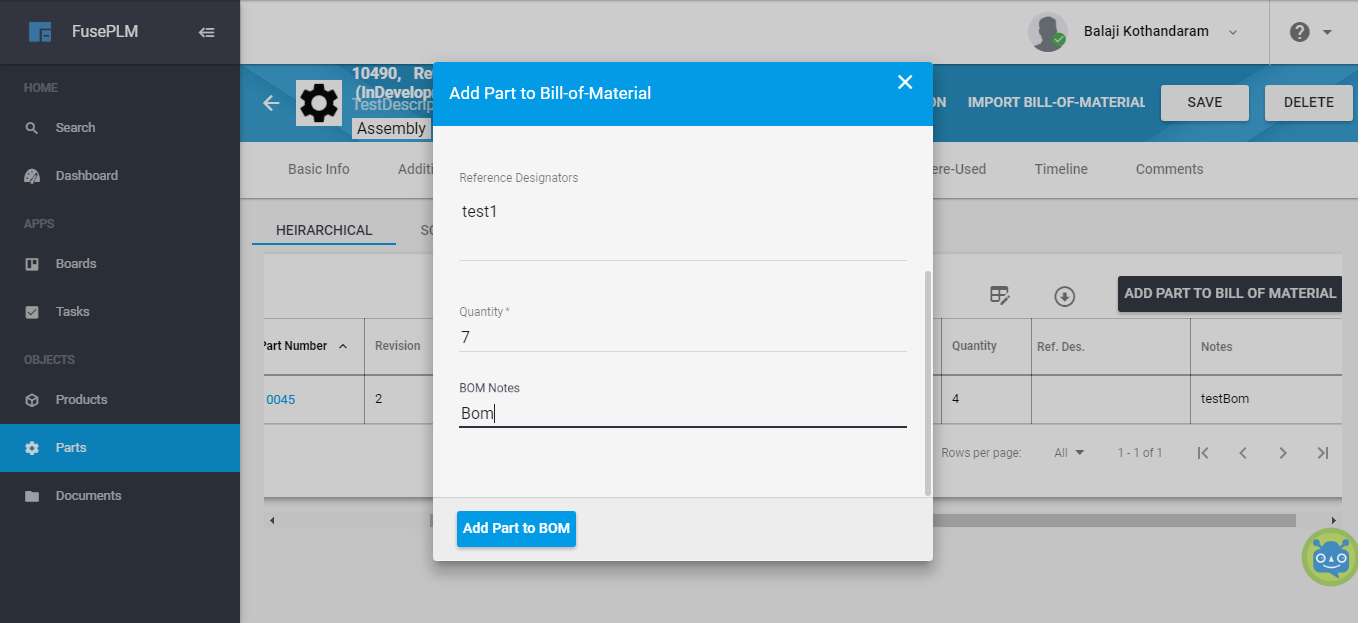 FusePLM
Balaji Kothandaram
HOME
Search
Dashboard
APPS
Boards
Tasks
OBJECTS
Products
Parts
Documents
10490, Re
(InDevelop
TestDescrip
Assembly
ON
IMPORT BILL-OF-MATERIAL
SAVE
DELETE
Basic Info
Additi
ere-Used
Timeline
Comments
HEIRARCHICAL
SC
ADD PART TO BILL OF MATERIAL
Part Number
Revision
Quantity
Ref. Des.
Notes
0045
2
4
testBom
Rows per page:
All
1 - 1 of 1
Add Part to Bill-of-Material
Reference Designators
test1
Quantity *
7
BOM Notes
Bom
Add Part to BOM